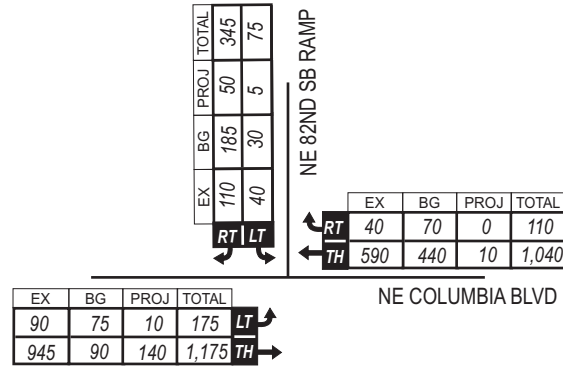 TOTAL 345 75
PROJ 50 5
BG 185 30
EX 110 40
RT LT
NE 82ND SB RAMP
EX BG PROJ TOTAL
RT 40 70 0 110
TH 590 440 10 1,040
NE COLUMBIA BLVD
EX BG PROJ TOTAL
90 75 10 175 LT
945 90 140 1,175 TH